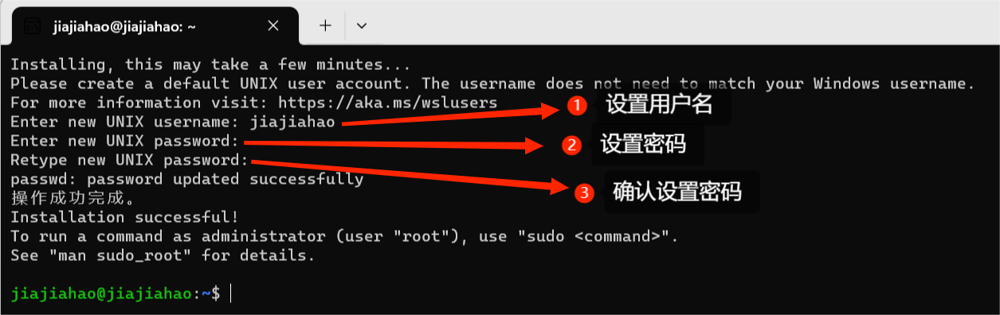 jiajiahao@jiajiahao: ~
Installing, this may take a few minutes...
Please create a default UNIX user account. The username does not need to match your Windows username.
For more information visit: https://aka.ms/wslusers
Enter new UNIX username: jiajiahao
1 设置用户名
Enter new UNIX password:
2 设置密码
Retype new UNIX password:
3 确认设置密码
passwd: password updated successfully
操作成功完成。
Installation successful!
To run a command as administrator (user "root"), use "sudo <command>".
See "man sudo_root" for details.
jiajiahao@jiajiahao:~$